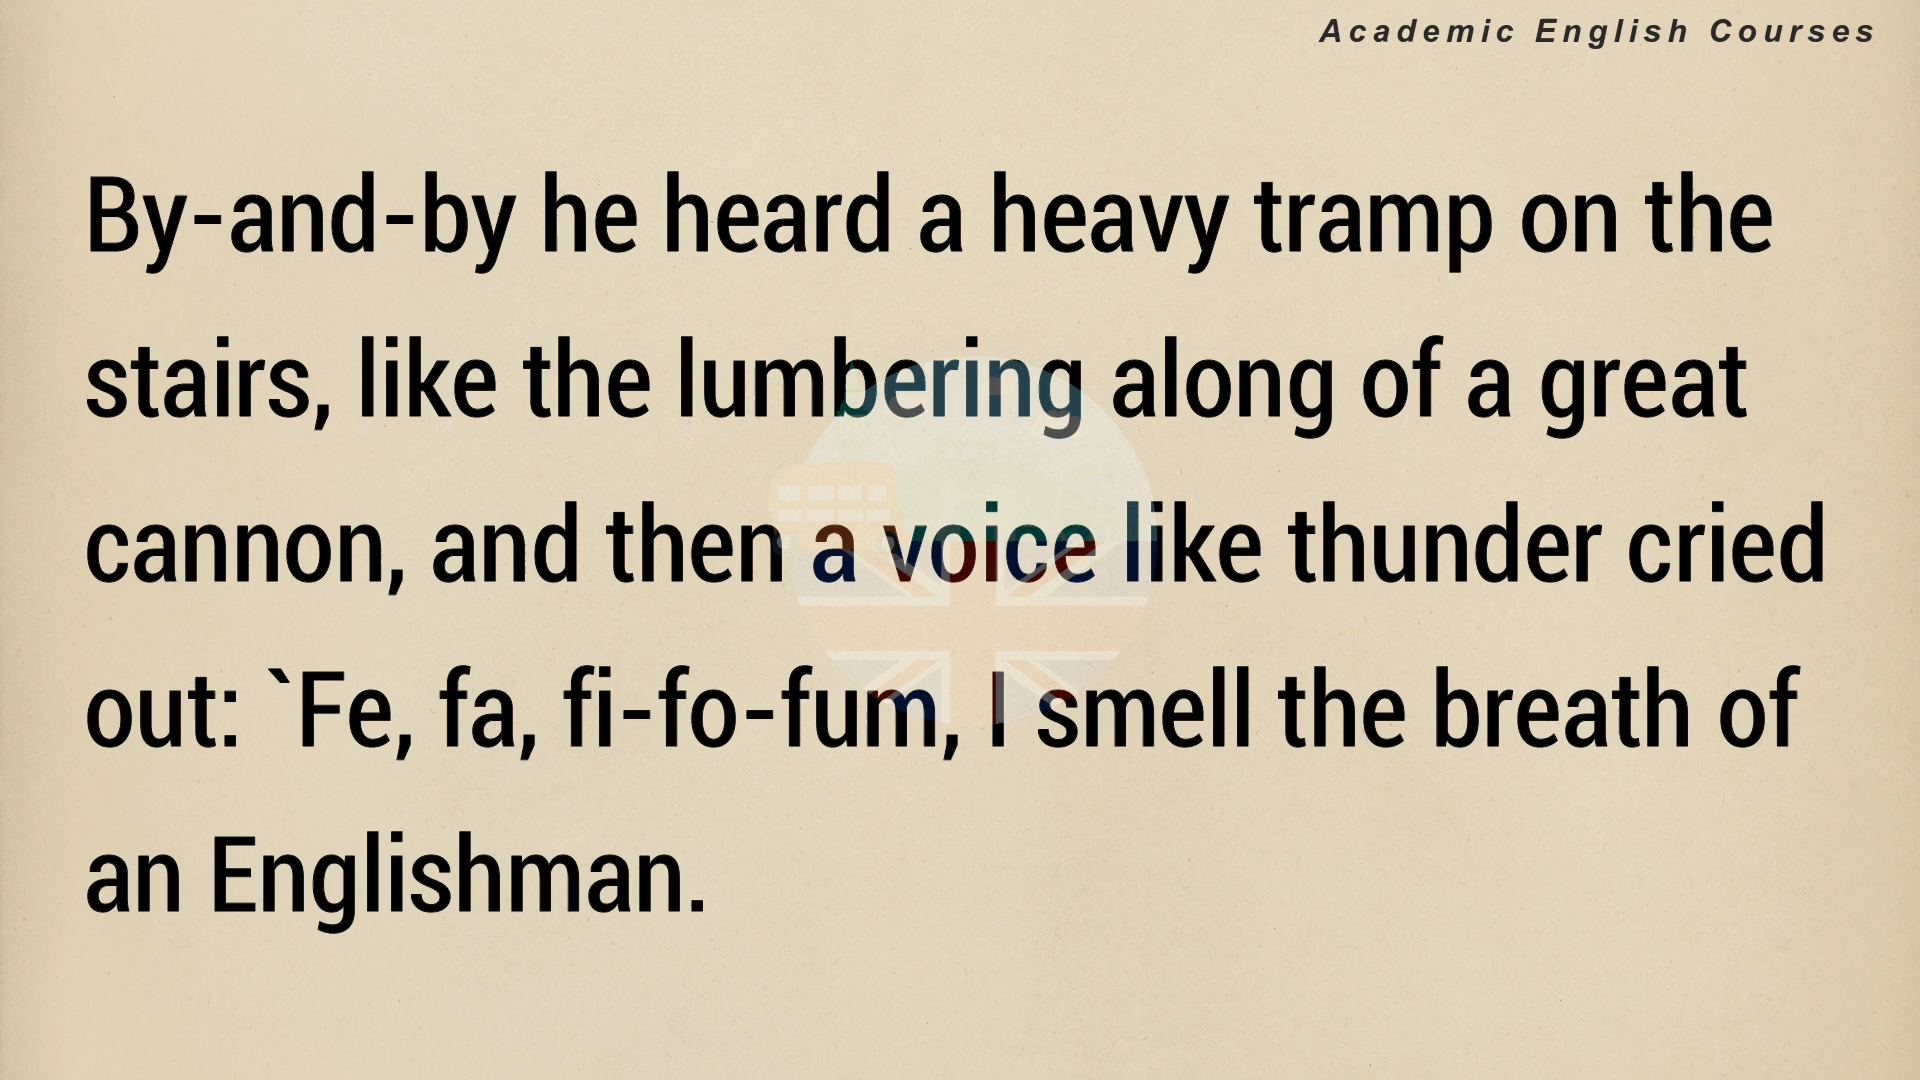 Academic English Courses
By-and-by he heard a heavy tramp on the
stairs, like the lumbering along of a great
cannon, and then a voice like thunder cried
out: `Fe, fa, fi-fo-fum, I smell the breath of
an Englishman.